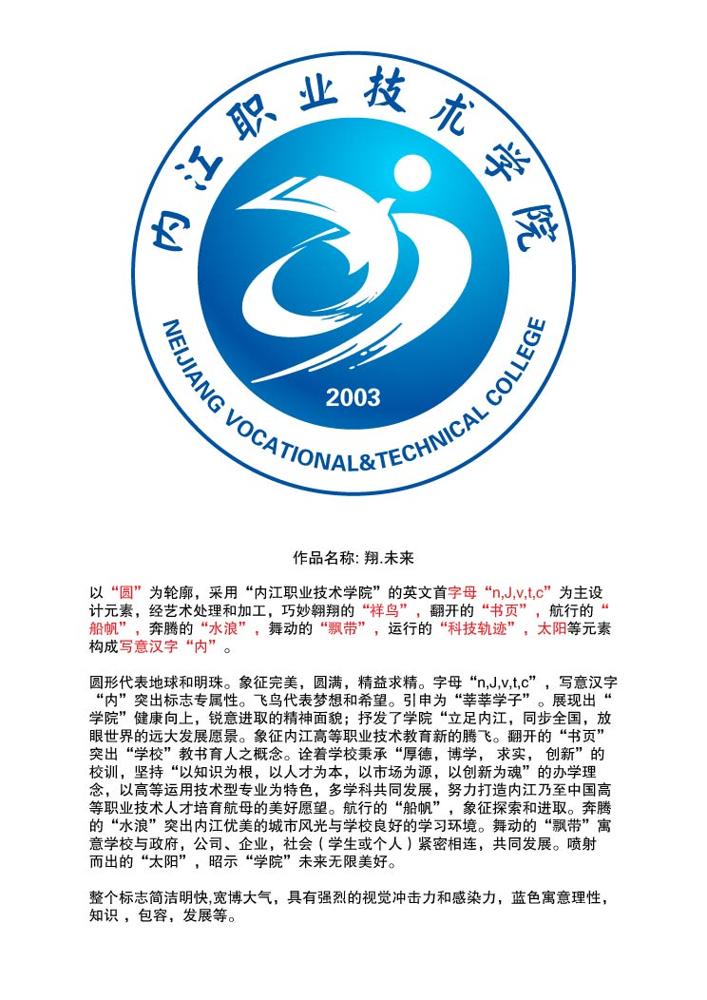 内江职业技术学院
2003
NEIJIANG VOCATIONAL&TECHNICAL COLLEGE
作品名称: 翔.未来
以“圆”为轮廓，采用“内江职业技术学院”的英文首字母“n,J,v,t,c”为主设
计元素，经艺术处理和加工，巧妙翱翔的“祥鸟”，翻开的“书页”，航行的“
船帆”，奔腾的“水浪”，舞动的“飘带”，运行的“科技轨迹”，太阳等元素
构成写意汉字“内”。
圆形代表地球和明珠。象征完美，圆满，精益求精。字母“n,J,v,t,c”，写意汉字
“内”突出标志专属性。飞鸟代表梦想和希望。引申为“莘莘学子”。展现出“
学院”健康向上，锐意进取的精神面貌；抒发了学院“立足内江，同步全国，放
眼世界的远大发展愿景。象征内江高等职业技术教育新的腾飞。翻开的“书页”
突出“学校”教书育人之概念。诠着学校秉承“厚德，博学， 求实， 创新”的
校训，坚持“以知识为根，以人才为本，以市场为源，以创新为魂”的办学理
念，以高等运用技术型专业为特色，多学科共同发展，努力打造内江乃至中国高
等职业技术人才培育航母的美好愿望。航行的“船帆”，象征探索和进取。奔腾
的“水浪”突出内江优美的城市风光与学校良好的学习环境。舞动的“飘带”寓
意学校与政府，公司、企业，社会（学生或个人）紧密相连，共同发展。喷射
而出的“太阳”，昭示“学院”未来无限美好。
整个标志简洁明快,宽博大气，具有强烈的视觉冲击力和感染力，蓝色寓意理性，
知识 ，包容，发展等。